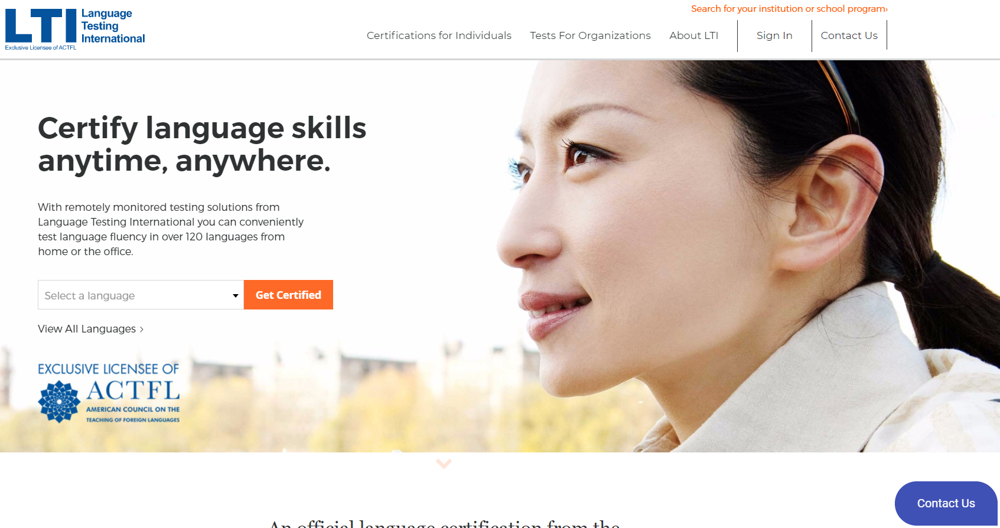 LTI
Language
Testing
International
Exclusive Licensee of ACTFL
Search for your institution or school program›
Certifications for Individuals
Tests For Organizations
About LTI
Sign In
Contact Us
Certify language skills
anytime, anywhere.
With remotely monitored testing solutions from
Language Testing International you can conveniently
test language fluency in over 120 languages from
home or the office.
Select a language
Get Certified
View All Languages ›
EXCLUSIVE LICENSEE OF
ACTFL
AMERICAN COUNCIL ON THE
TEACHING OF FOREIGN LANGUAGES
An official language certification from the
Contact Us